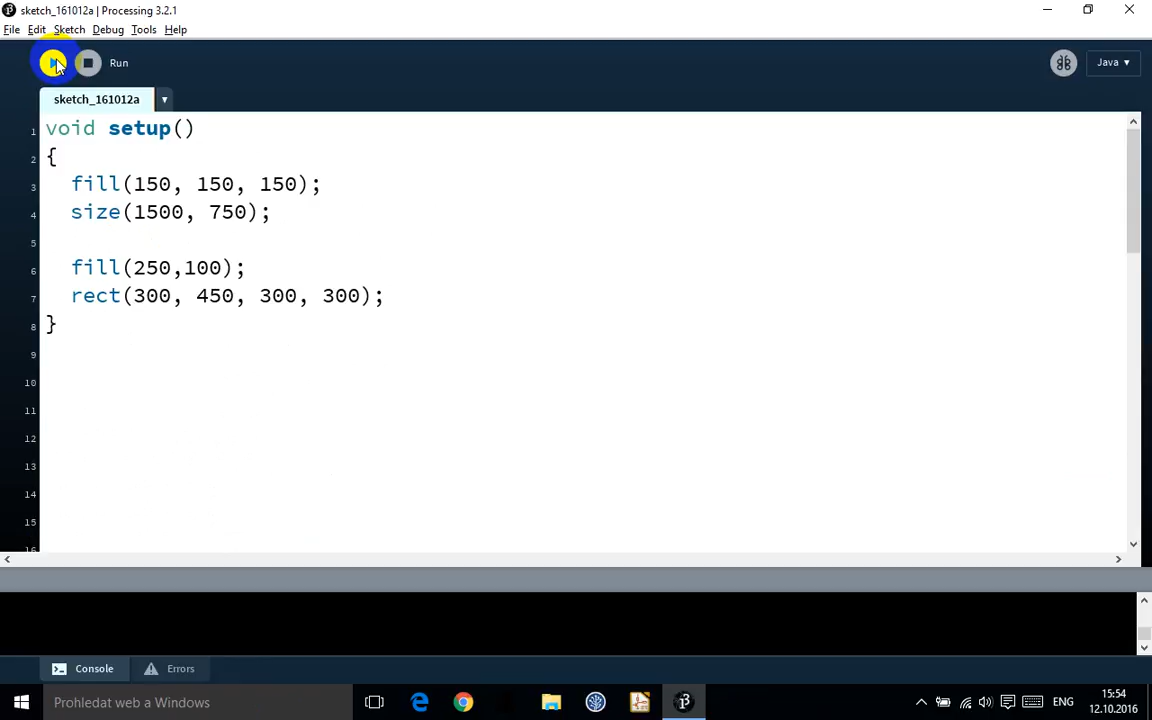 sketch_161012a | Processing 3.2.1
File Edit Sketch Debug Tools Help
Run
Java ▾
sketch_161012a ▾
1 void setup()
2 {
3 fill(150, 150, 150);
4 size(1500, 750);
5
6 fill(250,100);
7 rect(300, 450, 300, 300);
8 }
9
10
11
12
13
14
15
16
Console Errors
Prohledat web a Windows
ENG
15:54
12.10.2016